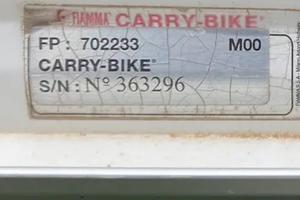 FIAMMA® CARRY-BIKE®
FP: 702233 M00
CARRY-BIKE®
S/N: Nº 363296